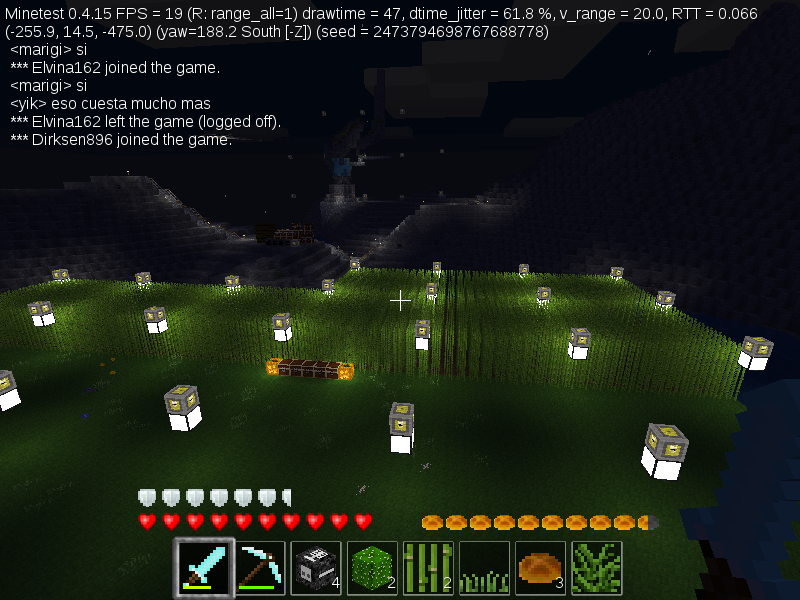 Minetest 0.4.15 FPS = 19 (R: range_all=1) drawtime = 47, dtime_jitter = 61.8 %, v_range = 20.0, RTT = 0.066
(-255.9, 14.5, -475.0) (yaw=188.2 South [-Z]) (seed = 2473794698767688778)
<marigi> si
*** Elvina162 joined the game.
<marigi> si
<yik> eso cuesta mucho mas
*** Elvina162 left the game (logged off).
*** Dirksen896 joined the game.
4 2 2 3